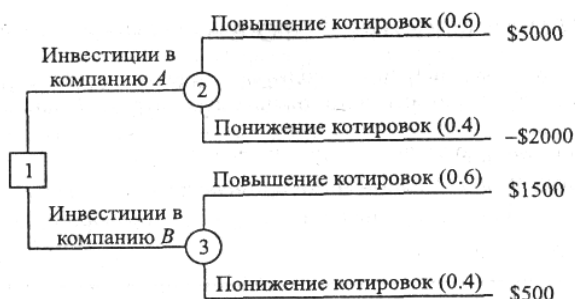 Повышение котировок (0.6) $5000
Инвестиции в
компанию А
2
Понижение котировок (0.4) –$2000
1
Повышение котировок (0.6) $1500
Инвестиции в
компанию В
3
Понижение котировок (0.4) $500